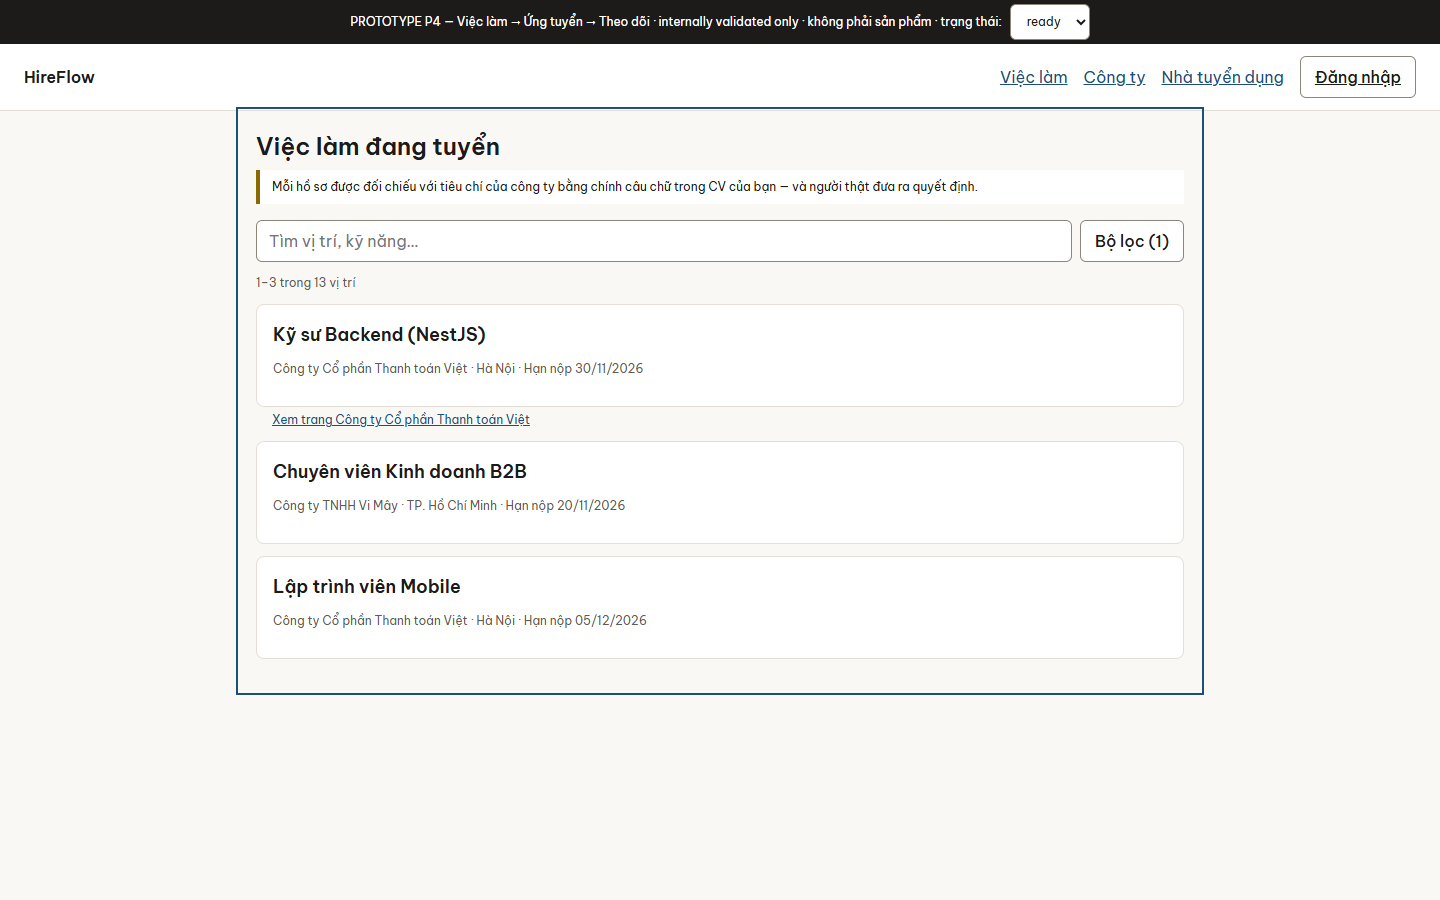 PROTOTYPE P4 — Việc làm → Ứng tuyển → Theo dõi · internally validated only · không phải sản phẩm · trạng thái: ready
HireFlow
Việc làm Công ty Nhà tuyển dụng Đăng nhập
Việc làm đang tuyển
Mỗi hồ sơ được đối chiếu với tiêu chí của công ty bằng chính câu chữ trong CV của bạn — và người thật đưa ra quyết định.
Tìm vị trí, kỹ năng… Bộ lọc (1)
1–3 trong 13 vị trí
Kỹ sư Backend (NestJS)
Công ty Cổ phần Thanh toán Việt · Hà Nội · Hạn nộp 30/11/2026
Xem trang Công ty Cổ phần Thanh toán Việt
Chuyên viên Kinh doanh B2B
Công ty TNHH Vi Mây · TP. Hồ Chí Minh · Hạn nộp 20/11/2026
Lập trình viên Mobile
Công ty Cổ phần Thanh toán Việt · Hà Nội · Hạn nộp 05/12/2026